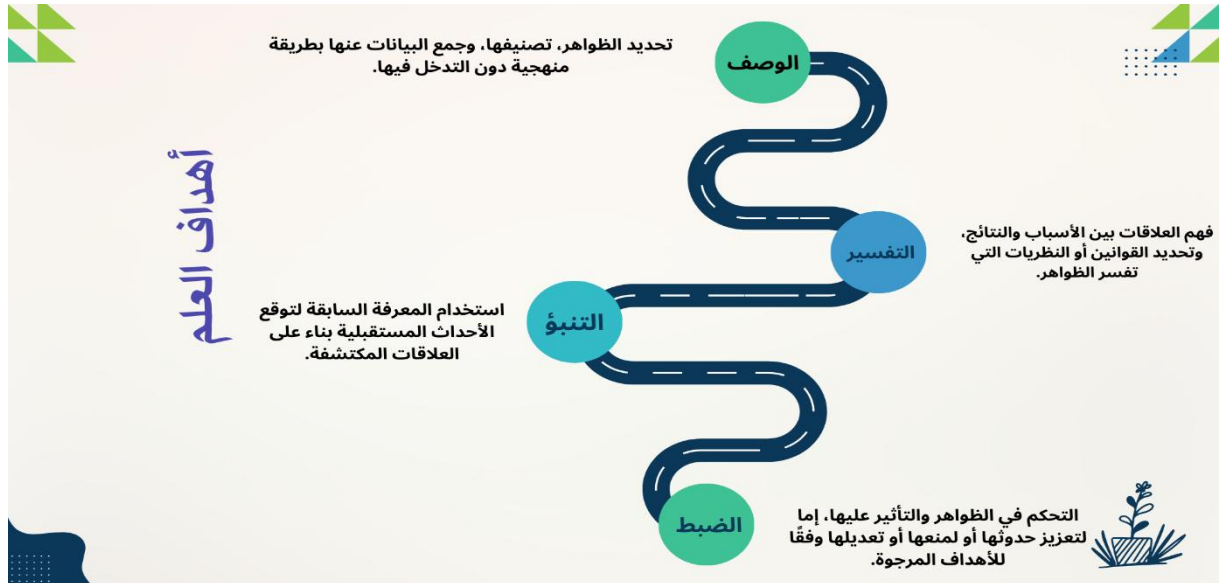 أهداف العلم
الوصف
تحديد الظواهر، تصنيفها، وجمع البيانات عنها بطريقة
منهجية دون التدخل فيها.
التفسير
فهم العلاقات بين الأسباب والنتائج،
وتحديد القوانين أو النظريات التي
تفسر الظواهر.
التنبؤ
استخدام المعرفة السابقة لتوقع
الأحداث المستقبلية بناء على
العلاقات المكتشفة.
الضبط
التحكم في الظواهر والتأثير عليها، إما
لتعزيز حدوثها أو لمنعها أو تعديلها وفقًا
للأهداف المرجوة.